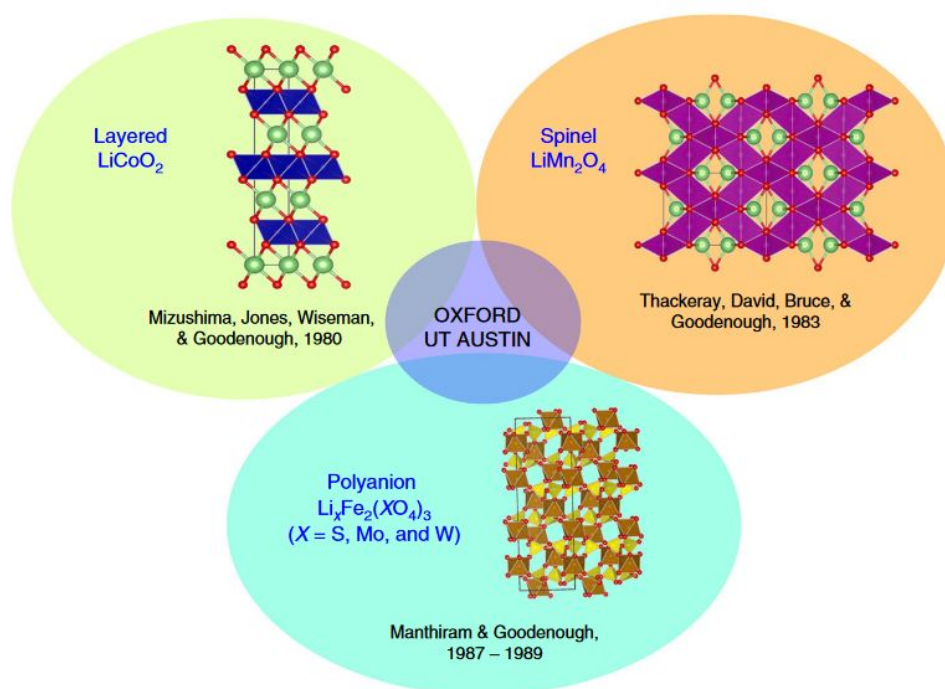 Layered
LiCoO₂
Mizushima, Jones, Wiseman,
& Goodenough, 1980
Spinel
LiMn₂O₄
Thackeray, David, Bruce, &
Goodenough, 1983
OXFORD
UT AUSTIN
Polyanion
LiₓFe₂(XO₄)₃
(X = S, Mo, and W)
Manthiram & Goodenough,
1987 – 1989